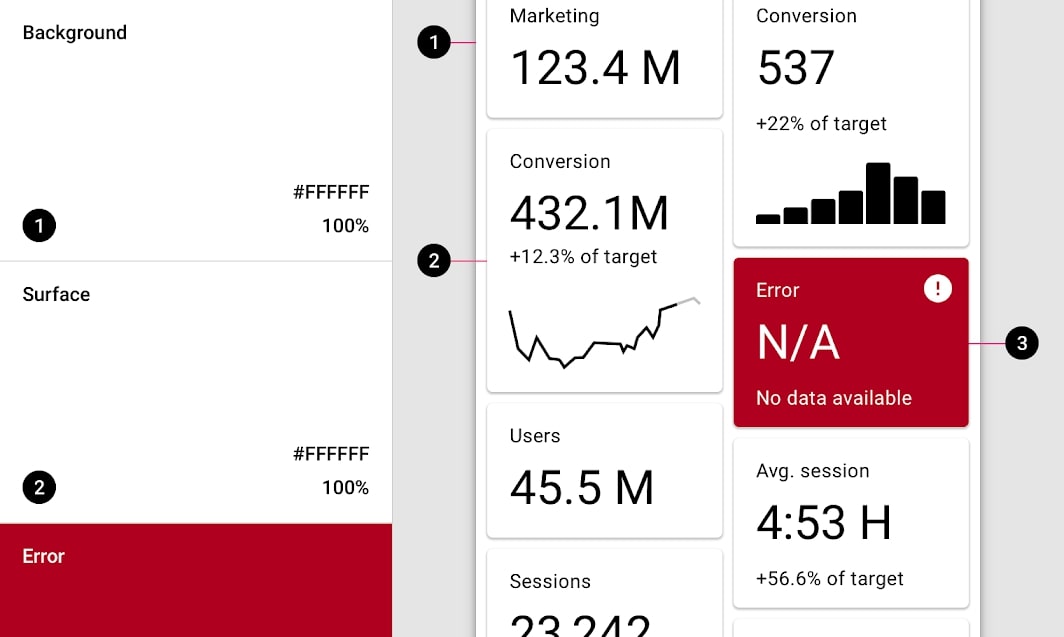 Background
#FFFFFF
1
100%
Surface
#FFFFFF
2
100%
Error
1
Marketing
123.4 M
2
Conversion
432.1M
+12.3% of target
Users
45.5 M
Sessions
23,242
Conversion
537
+22% of target
Error
!
N/A
No data available
3
Avg. session
4:53 H
+56.6% of target